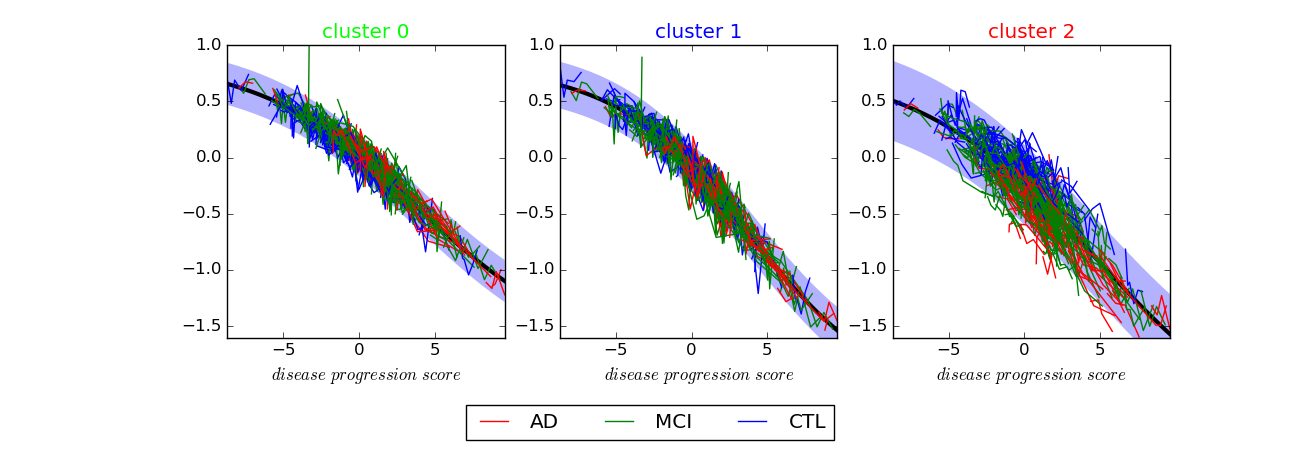 cluster 0 cluster 1 cluster 2
1.0 1.0 1.0
0.5 0.5 0.5
0.0 0.0 0.0
−0.5 −0.5 −0.5
−1.0 −1.0 −1.0
−1.5 −1.5 −1.5
−5 0 5 −5 0 5 −5 0 5
disease progression score disease progression score disease progression score
AD MCI CTL